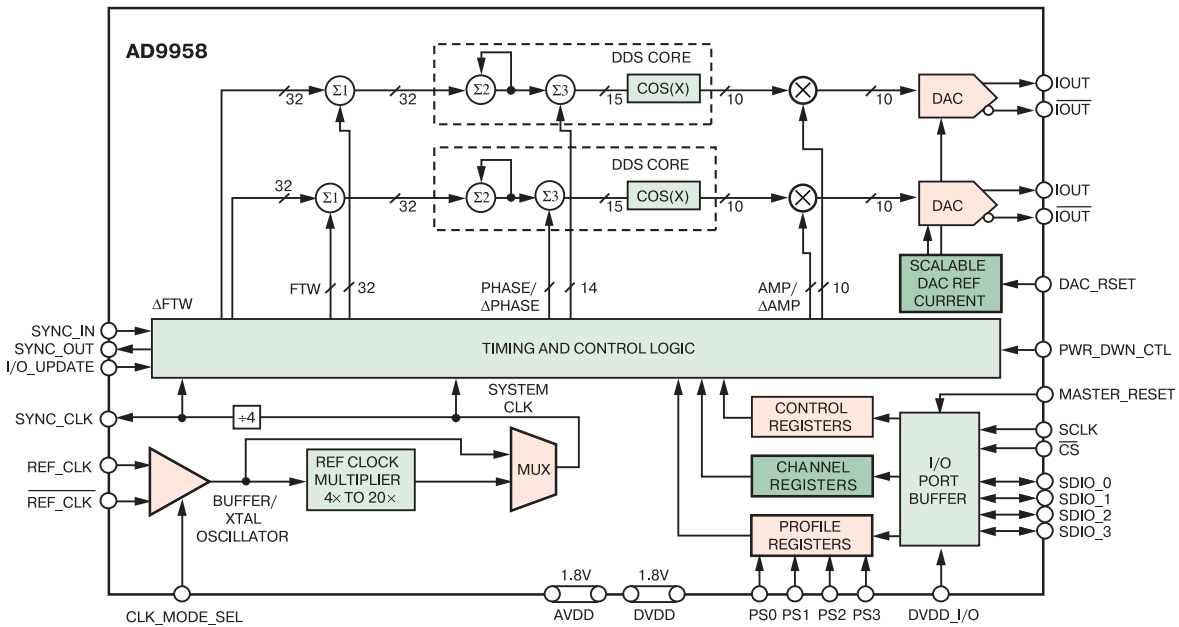 AD9958
DDS CORE
32
Σ1
32
Σ2
Σ3
15
COS(X)
10
10
DAC
IOUT
IOUT
DDS CORE
32
Σ1
32
Σ2
Σ3
15
COS(X)
10
10
DAC
IOUT
IOUT
SCALABLE
DAC REF
CURRENT
DAC_RSET
ΔFTW
FTW
32
PHASE/
ΔPHASE
14
AMP/
ΔAMP
10
SYNC_IN
SYNC_OUT
I/O_UPDATE
TIMING AND CONTROL LOGIC
PWR_DWN_CTL
SYNC_CLK
÷4
SYSTEM
CLK
MASTER_RESET
CONTROL
REGISTERS
CHANNEL
REGISTERS
PROFILE
REGISTERS
I/O
PORT
BUFFER
SCLK
CS
SDIO_0
SDIO_1
SDIO_2
SDIO_3
REF_CLK
REF_CLK
BUFFER/
XTAL
OSCILLATOR
REF CLOCK
MULTIPLIER
4× TO 20×
MUX
CLK_MODE_SEL
1.8V
AVDD
1.8V
DVDD
PS0
PS1
PS2
PS3
DVDD_I/O